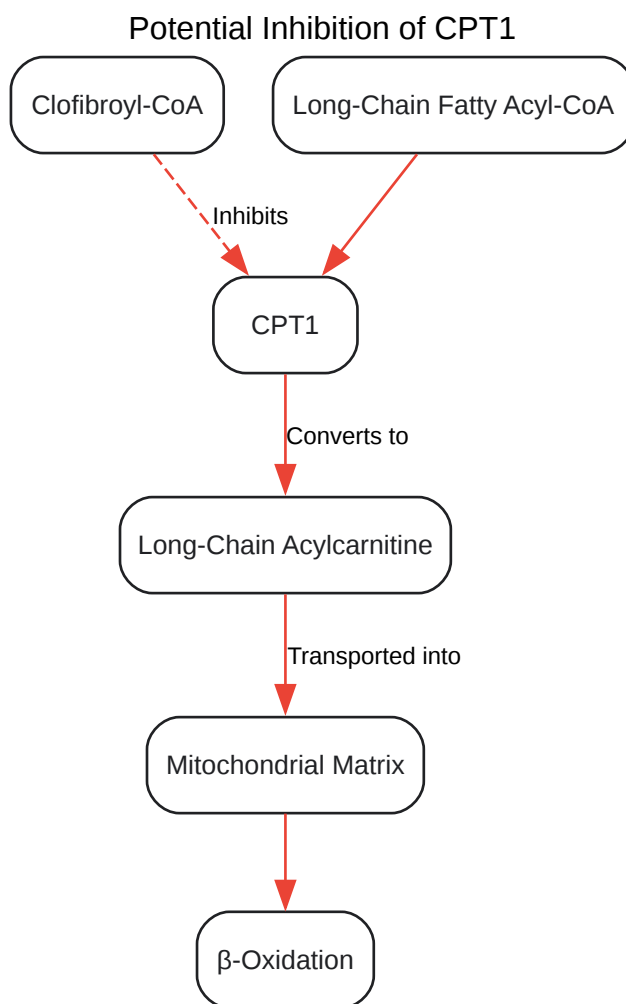 Potential Inhibition of CPT1
Clofibroyl-CoA
Long-Chain Fatty Acyl-CoA
Inhibits
CPT1
Converts to
Long-Chain Acylcarnitine
Transported into
Mitochondrial Matrix
β-Oxidation